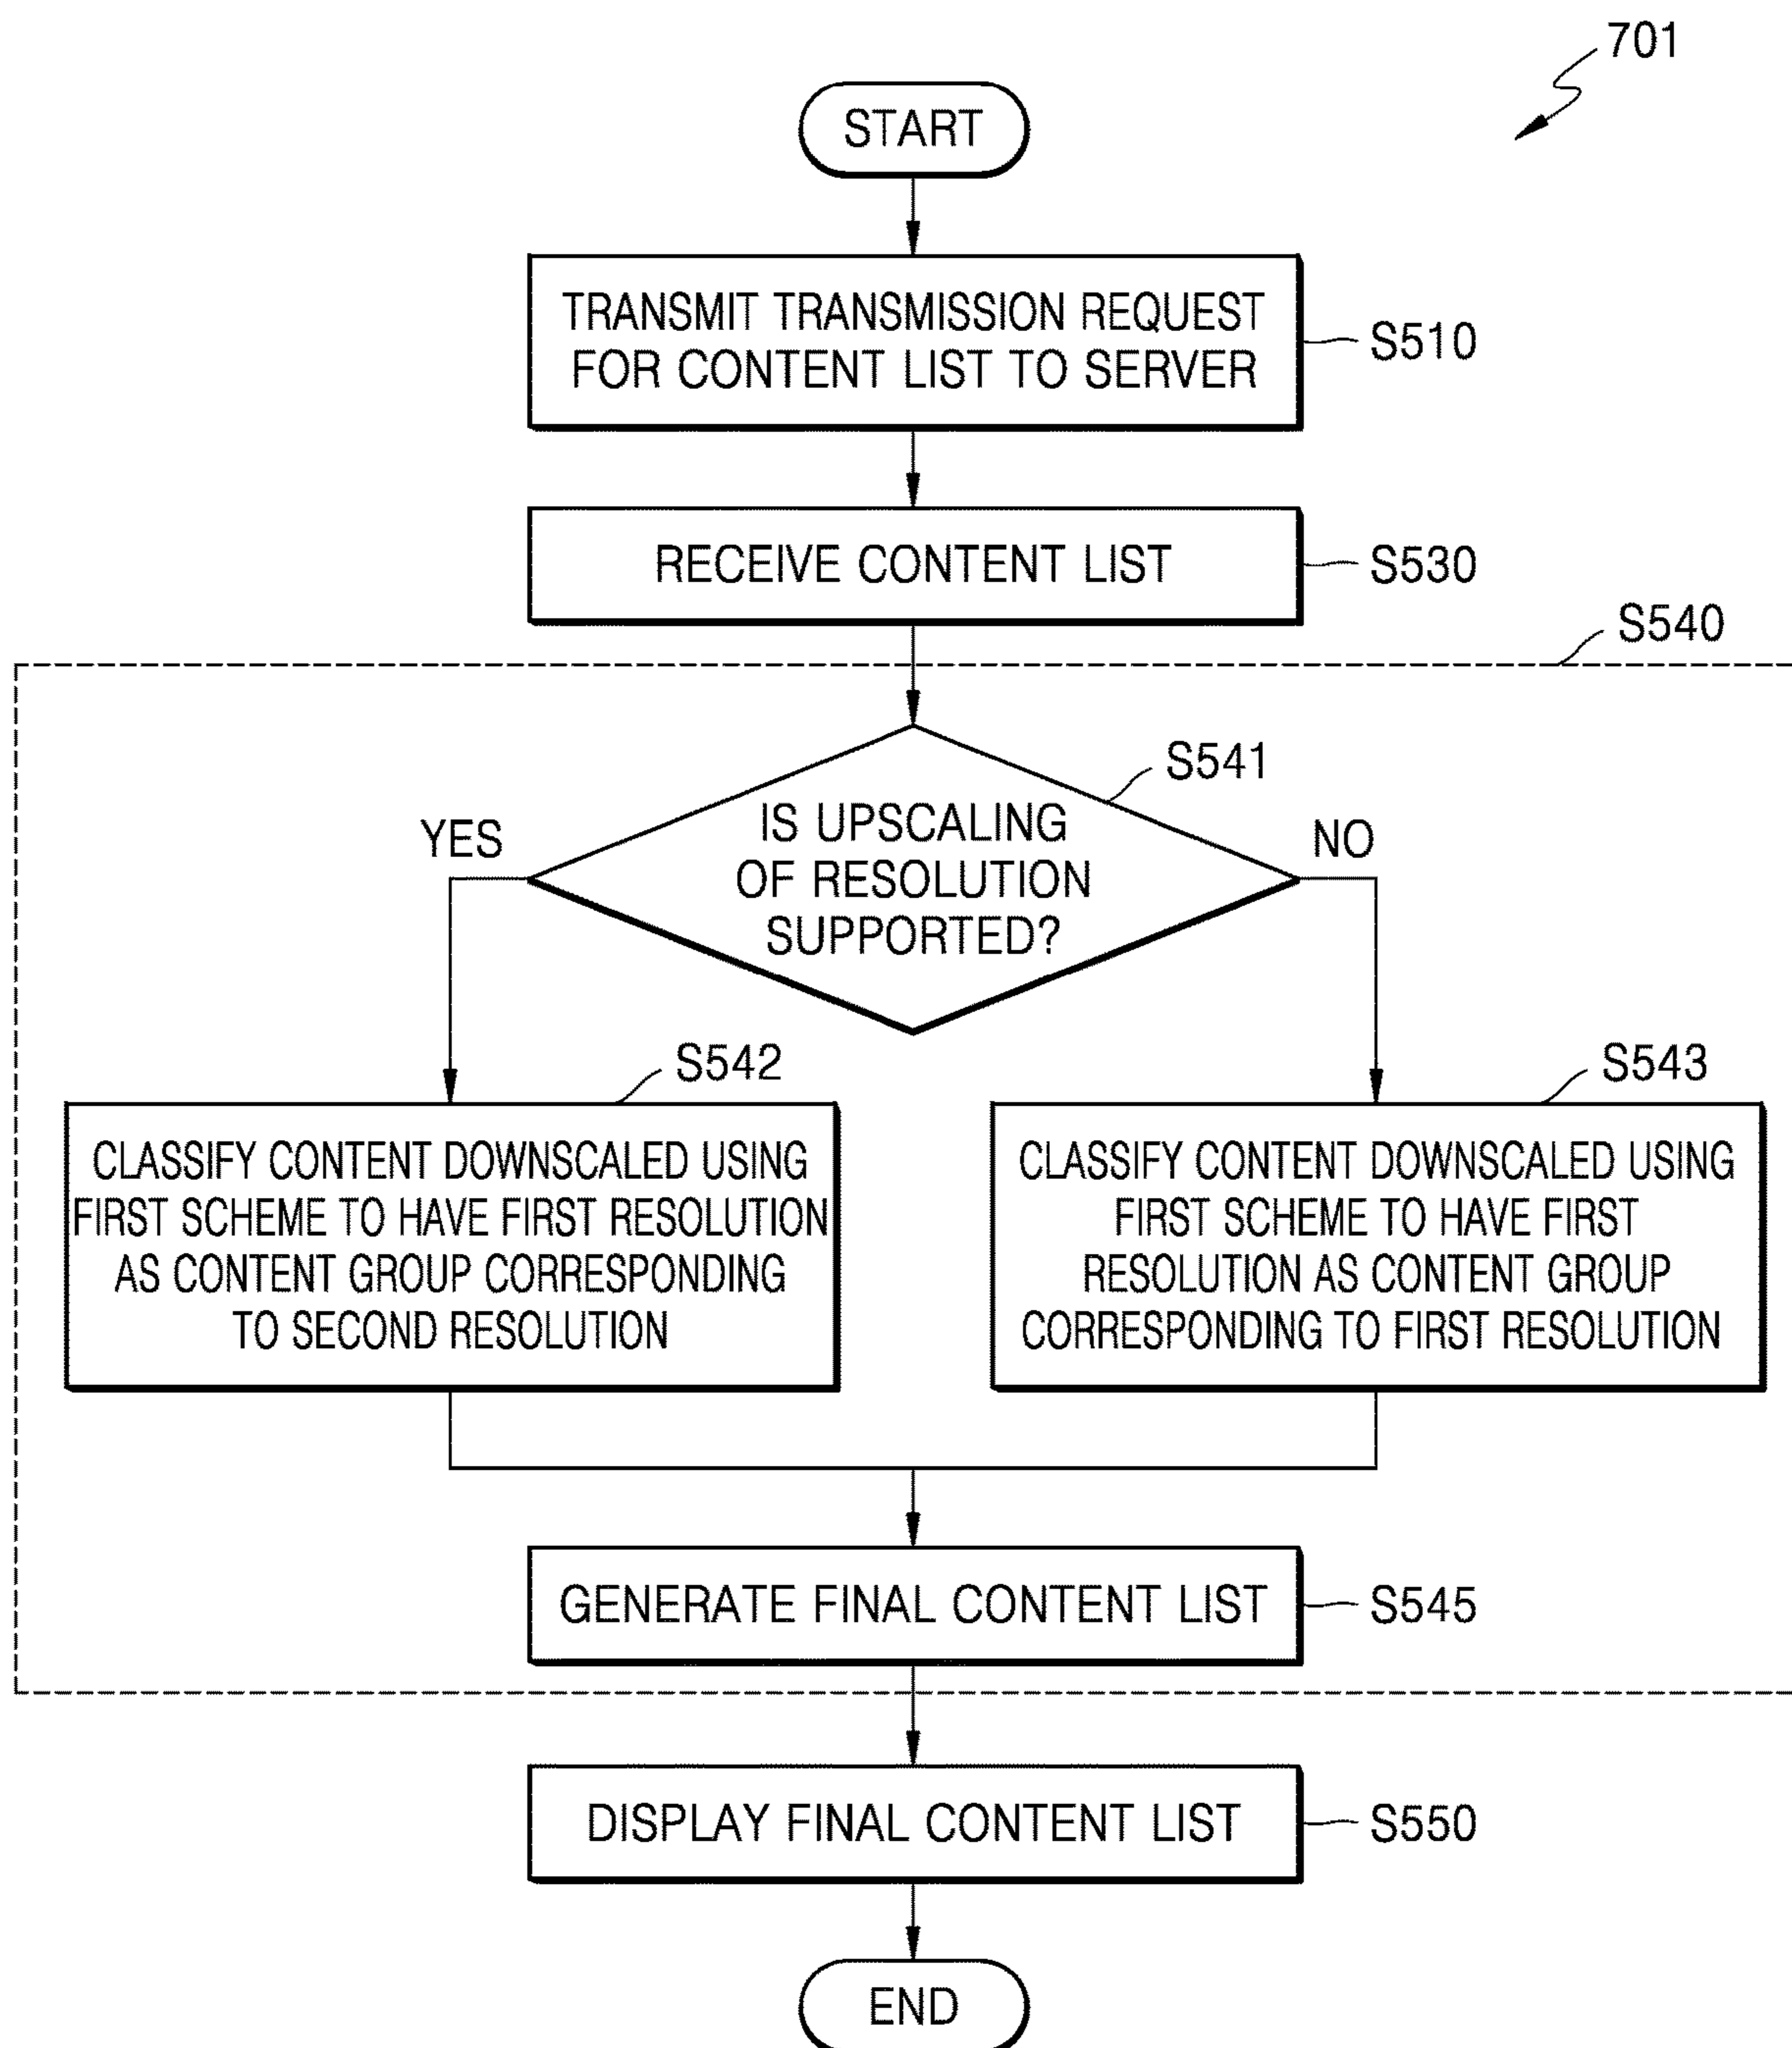 701
START
TRANSMIT TRANSMISSION REQUEST
FOR CONTENT LIST TO SERVER
S510
RECEIVE CONTENT LIST
S530
S540
S541
IS UPSCALING
OF RESOLUTION
SUPPORTED?
YES
NO
S542
CLASSIFY CONTENT DOWNSCALED USING
FIRST SCHEME TO HAVE FIRST RESOLUTION
AS CONTENT GROUP CORRESPONDING
TO SECOND RESOLUTION
S543
CLASSIFY CONTENT DOWNSCALED USING
FIRST SCHEME TO HAVE FIRST
RESOLUTION AS CONTENT GROUP
CORRESPONDING TO FIRST RESOLUTION
GENERATE FINAL CONTENT LIST
S545
DISPLAY FINAL CONTENT LIST
S550
END